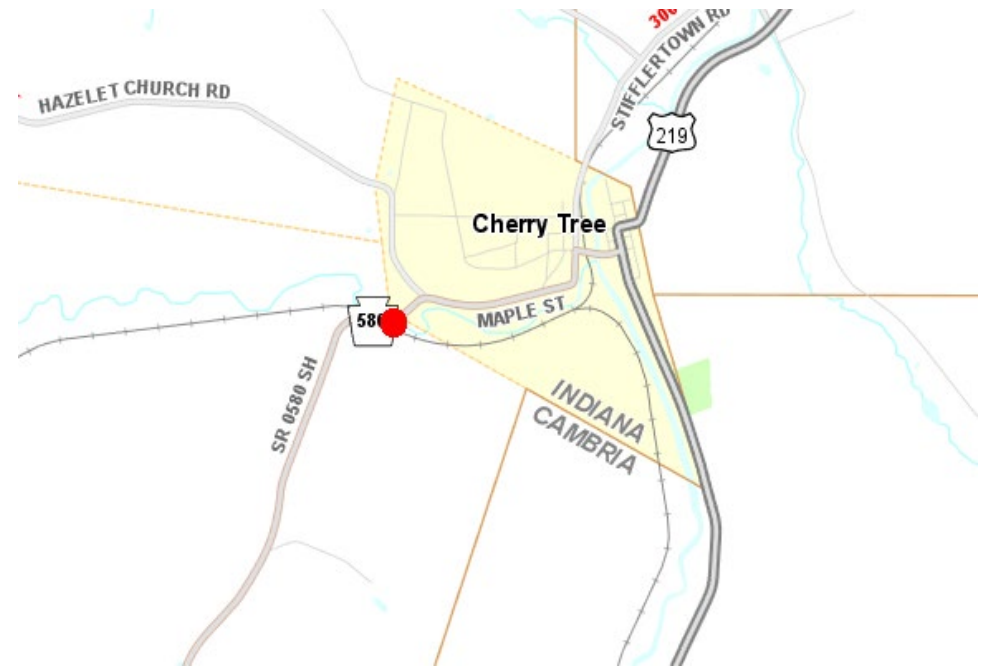 STIFFLERTOWN RD
HAZELET CHURCH RD
219
Cherry Tree
MAPLE ST
SR 0580 SH
INDIANA
CAMBRIA